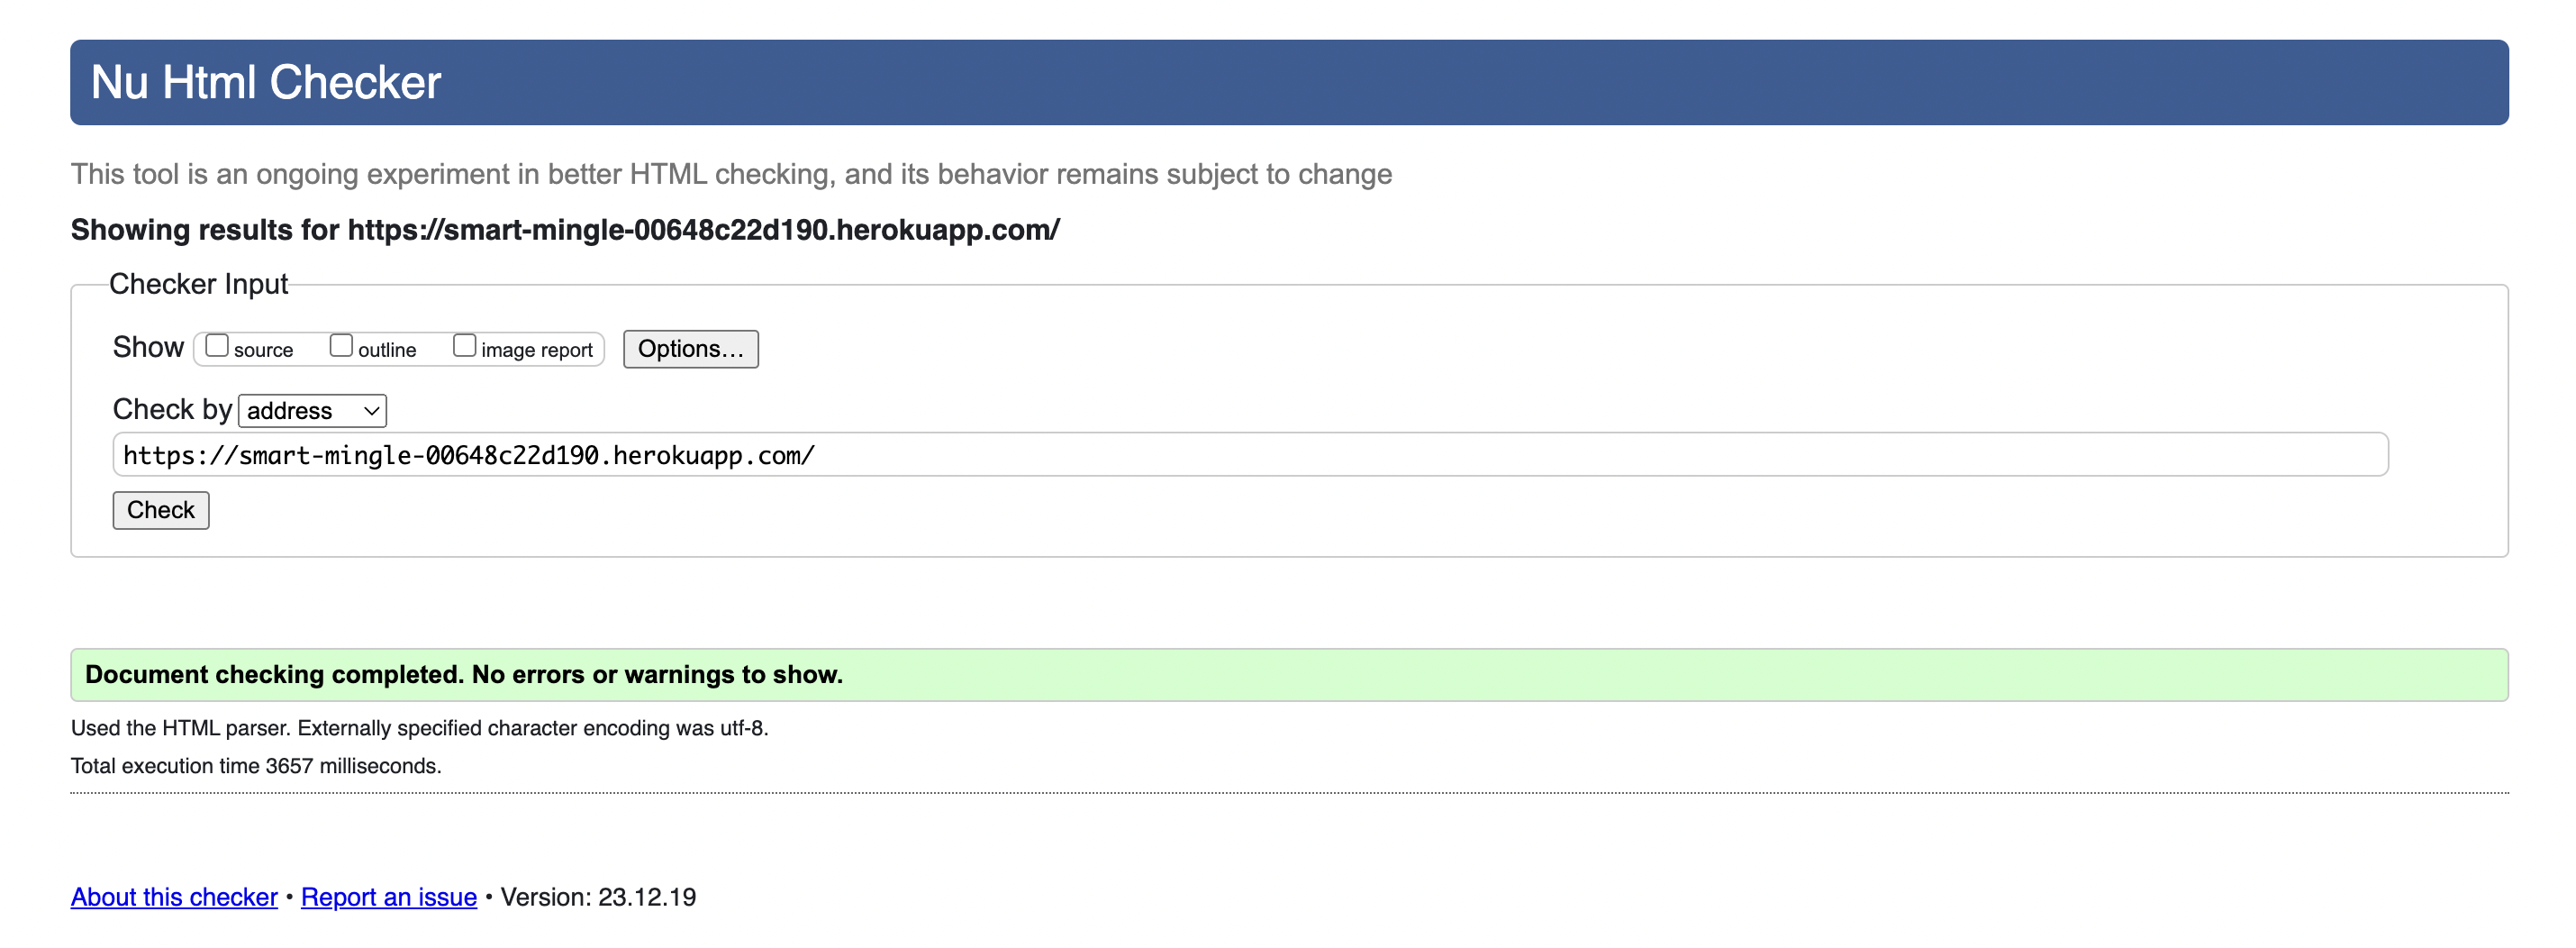 Nu Html Checker
This tool is an ongoing experiment in better HTML checking, and its behavior remains subject to change
Showing results for https://smart-mingle-00648c22d190.herokuapp.com/
Checker Input
Show source outline image report Options...
Check by address
https://smart-mingle-00648c22d190.herokuapp.com/
Check
Document checking completed. No errors or warnings to show.
Used the HTML parser. Externally specified character encoding was utf-8.
Total execution time 3657 milliseconds.
About this checker • Report an issue • Version: 23.12.19